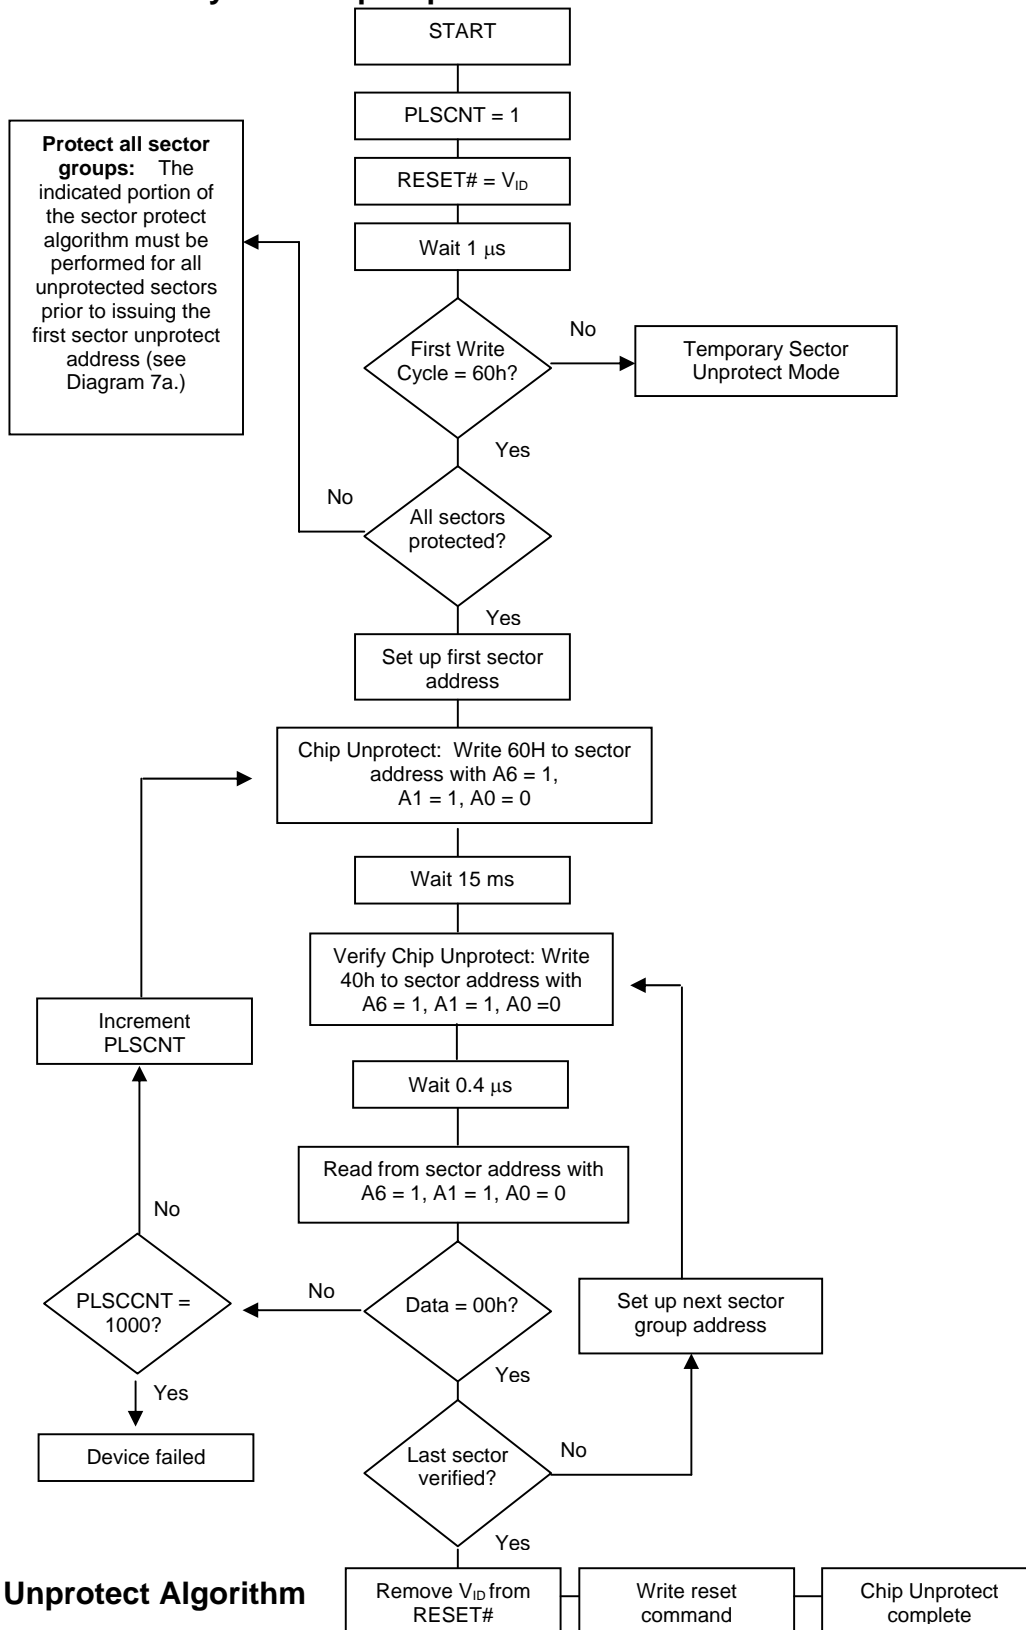 START
PLSCNT = 1
RESET# = VID
Wait 1 μs
Protect all sector
groups: The
indicated portion of
the sector protect
algorithm must be
performed for all
unprotected sectors
prior to issuing the
first sector unprotect
address (see
Diagram 7a.)
First Write
Cycle = 60h?
No
Temporary Sector
Unprotect Mode
Yes
No
All sectors
protected?
Yes
Set up first sector
address
Chip Unprotect: Write 60H to sector
address with A6 = 1,
A1 = 1, A0 = 0
Wait 15 ms
Verify Chip Unprotect: Write
40h to sector address with
A6 = 1, A1 = 1, A0 =0
Increment
PLSCNT
Wait 0.4 μs
Read from sector address with
A6 = 1, A1 = 1, A0 = 0
No
PLSCCNT =
1000?
No
Data = 00h?
Set up next sector
group address
Yes
Yes
Device failed
Last sector
verified?
No
Yes
Unprotect Algorithm
Remove VID from
RESET#
Write reset
command
Chip Unprotect
complete